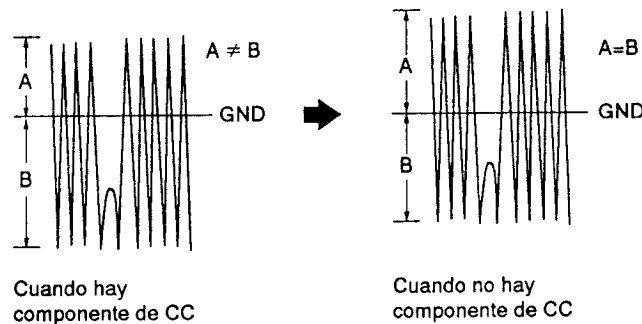 A
A ≠ B
GND
B
Cuando hay
componente de CC
A
A=B
GND
B
Cuando no hay
componente de CC